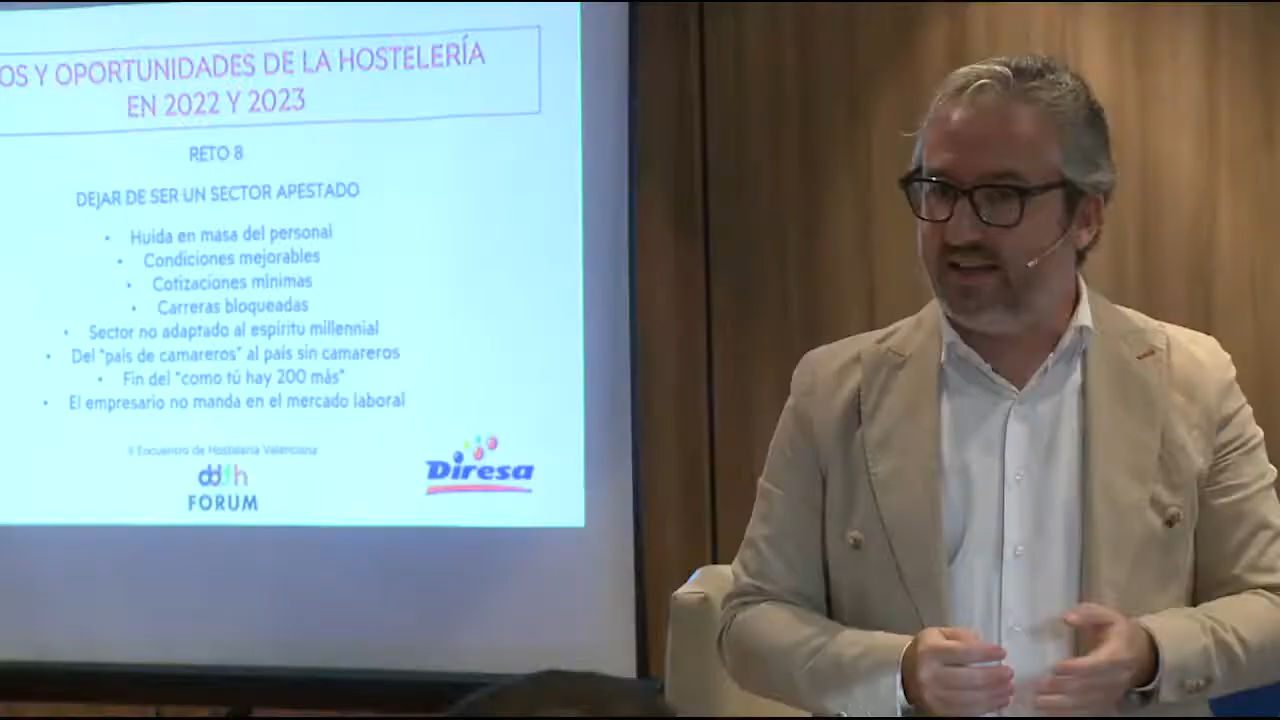 OS Y OPORTUNIDADES DE LA HOSTELERÍA
EN 2022 Y 2023
RETO 8
DEJAR DE SER UN SECTOR APESTADO
• Huida en masa del personal
• Condiciones mejorables
• Cotizaciones mínimas
• Carreras bloqueadas
• Sector no adaptado al espíritu millennial
• Del "país de camareros" al país sin camareros
• Fin del "como tú hay 200 más"
• El empresario no manda en el mercado laboral
II Encuentro de Hostelería Valenciana
FORUM
Diresa